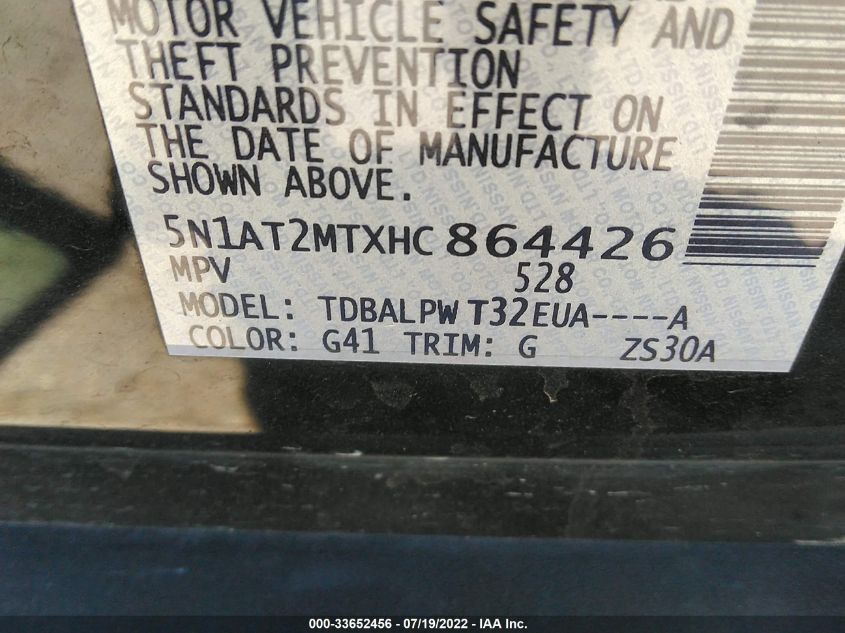 MOTOR VEHICLE SAFETY AND
THEFT PREVENTION
STANDARDS IN EFFECT ON
THE DATE OF MANUFACTURE
SHOWN ABOVE.
5N1AT2MTXHC864426
MPV 528
MODEL: TDBALPW T32EUA----A
COLOR: G41 TRIM: G ZS30A
000-33652456 - 07/19/2022 - IAA Inc.